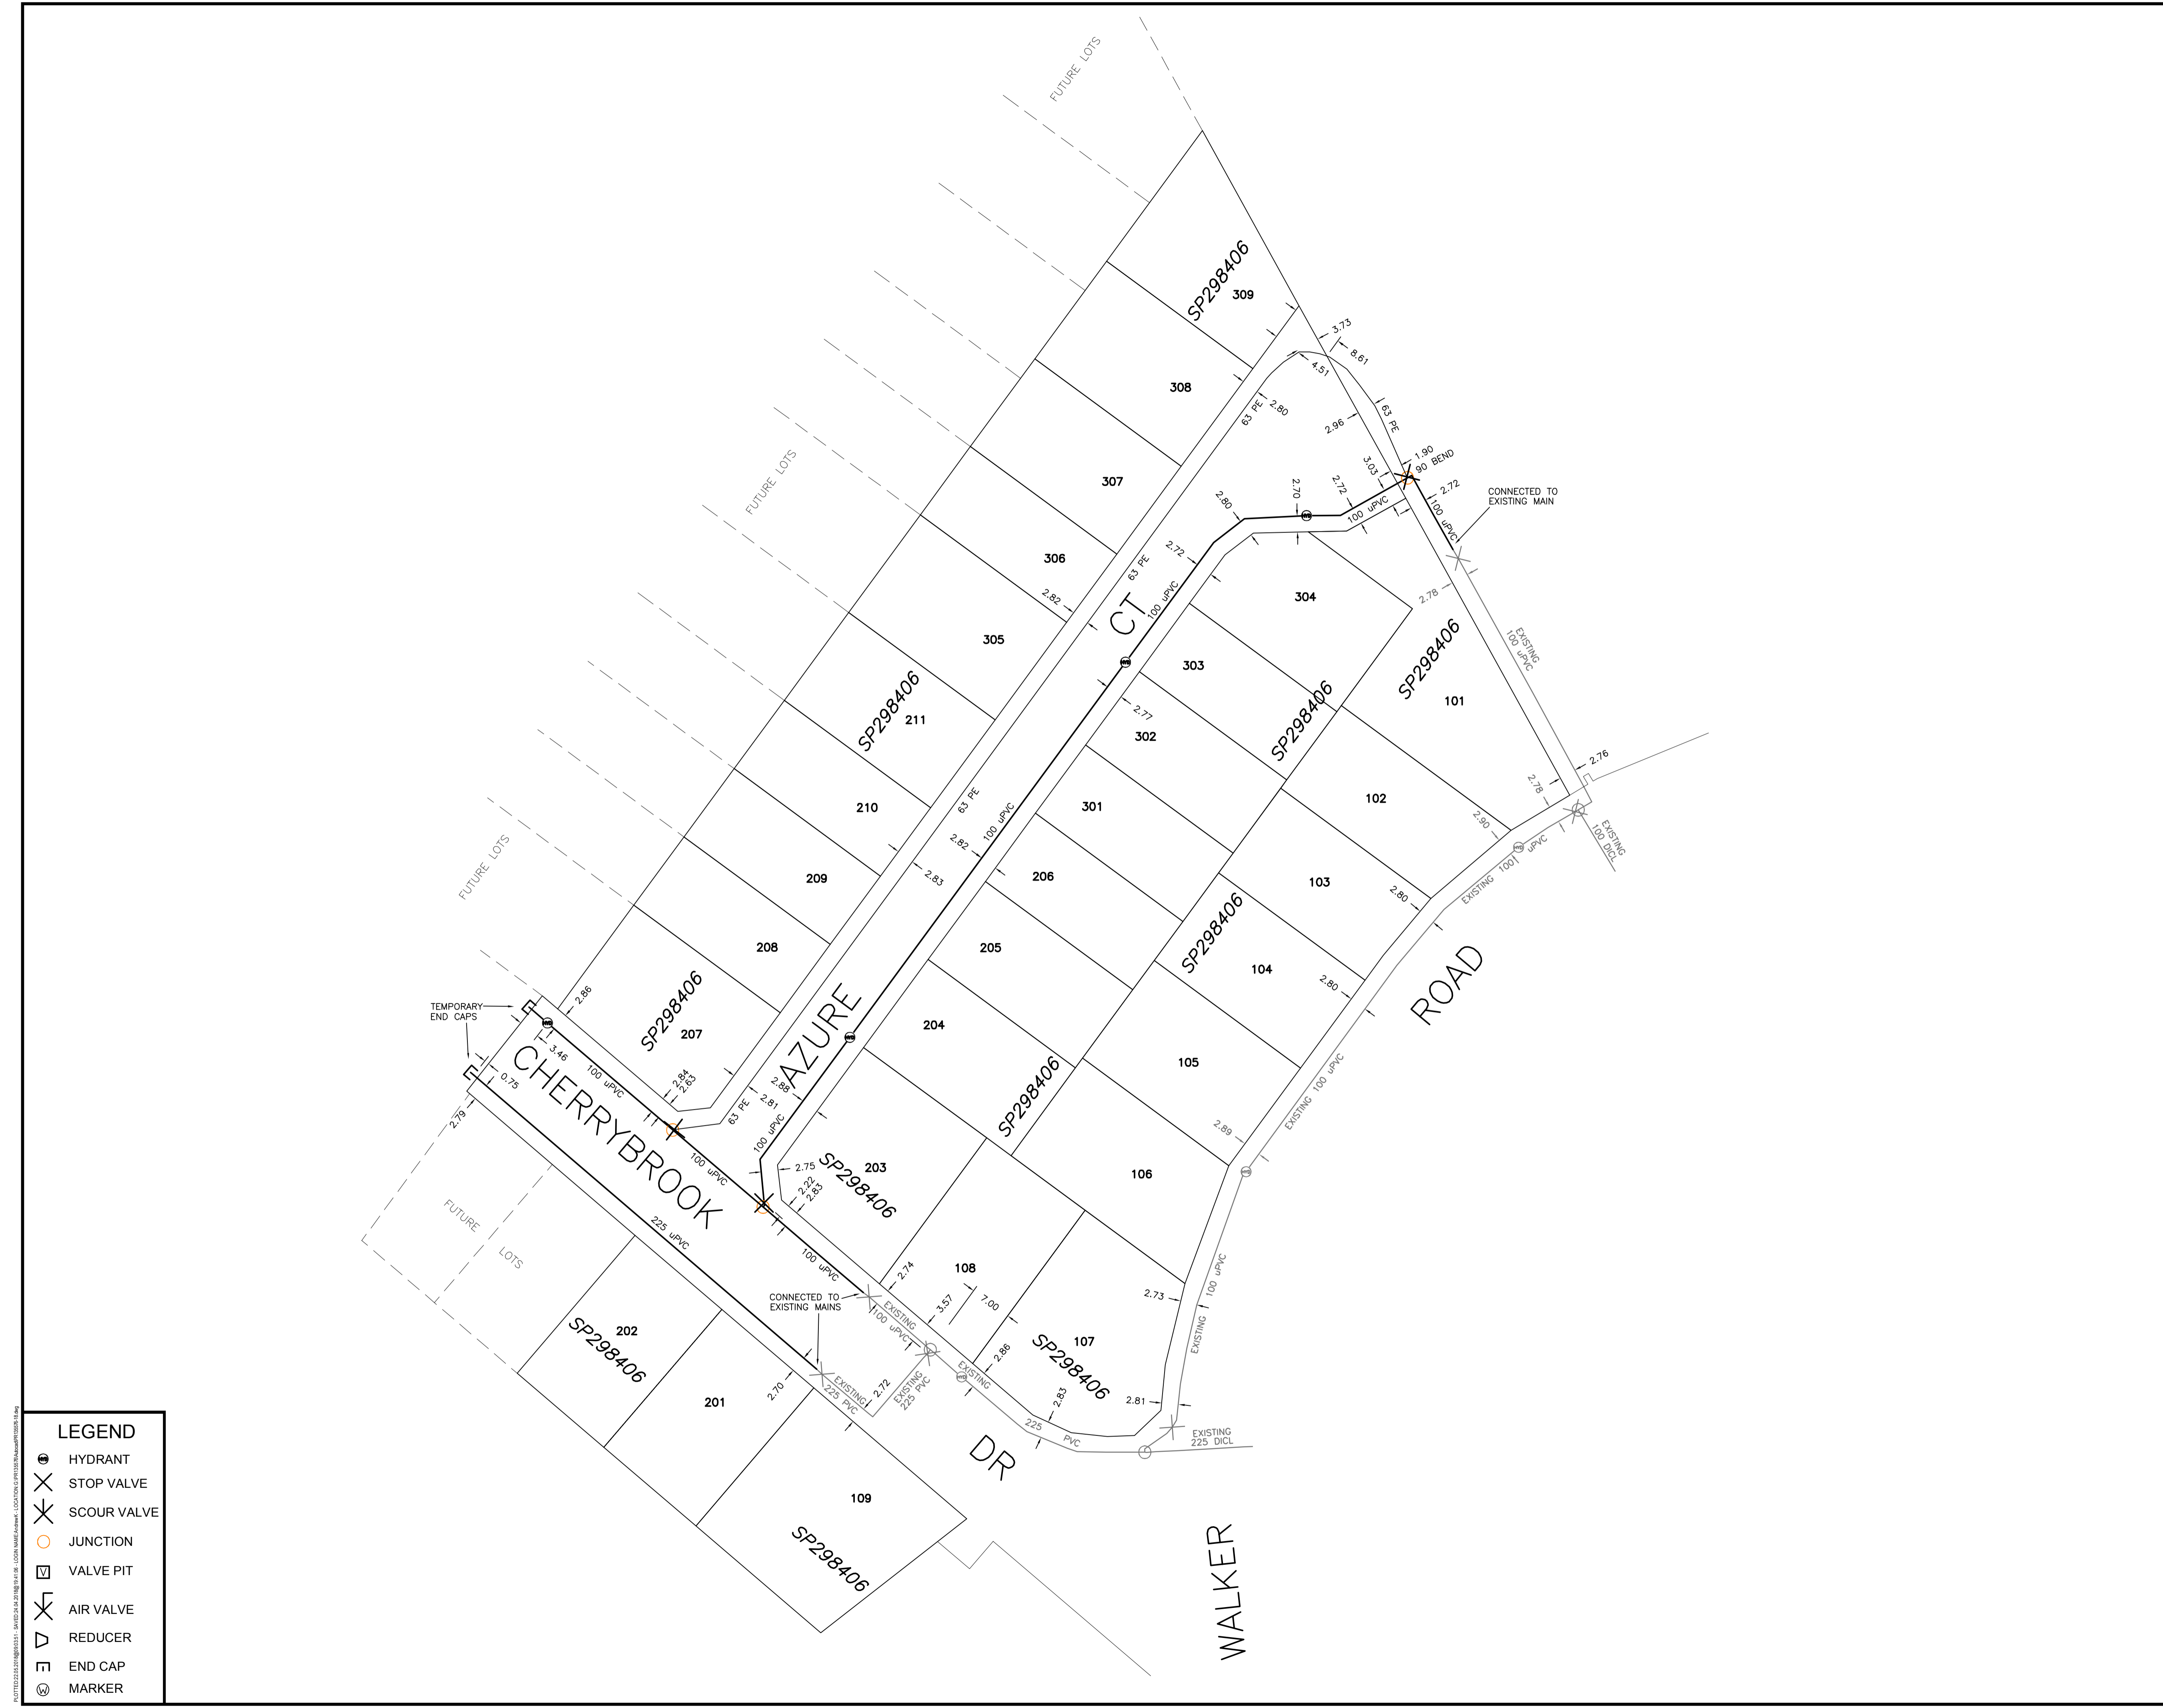 FUTURE LOTS
SP298406
309
3.73
8.61
4.51
308
63 PE
2.80
63 PE
2.96
1.90
90 BEND
3.03
2.72
CONNECTED TO
EXISTING MAIN
FUTURE LOTS
307
2.80
2.70
2.72
100 uPVC
100 uPVC
306
2.72
63 PE
100 uPVC
2.82
304
2.78
305
CT
303
SP298406
EXISTING
100 uPVC
SP298406
211
2.77
302
SP298406
101
2.76
2.78
210
63 PE
301
102
100 uPVC
2.82
2.90
EXISTING
100 DICL
FUTURE LOTS
209
2.83
206
103
2.80
EXISTING 100 uPVC
208
205
SP298406
104
2.80
ROAD
2.86
SP298406
207
AZURE
204
TEMPORARY
END CAPS
3.46
100 uPVC
0.75
2.84
2.63
2.88
2.81
63 PE
105
EXISTING 100 uPVC
SP298406
2.79
CHERRYBROOK
100 uPVC
100 uPVC
2.89
2.75
203
SP298406
106
2.22
2.83
FUTURE
LOTS
225 uPVC
100 uPVC
2.74
108
100 uPVC
CONNECTED TO
EXISTING MAINS
EXISTING
100 uPVC
3.57
7.00
2.73
EXISTING
202
SP298406
107
SP298406
2.86
EXISTING
2.70
EXISTING
225 PVC
2.72
EXISTING
225 PVC
2.83
2.81
201
225 PVC
EXISTING
225 DICL
DR
109
SP298406
WALKER
LEGEND
HYDRANT
STOP VALVE
SCOUR VALVE
JUNCTION
V VALVE PIT
AIR VALVE
REDUCER
END CAP
W MARKER